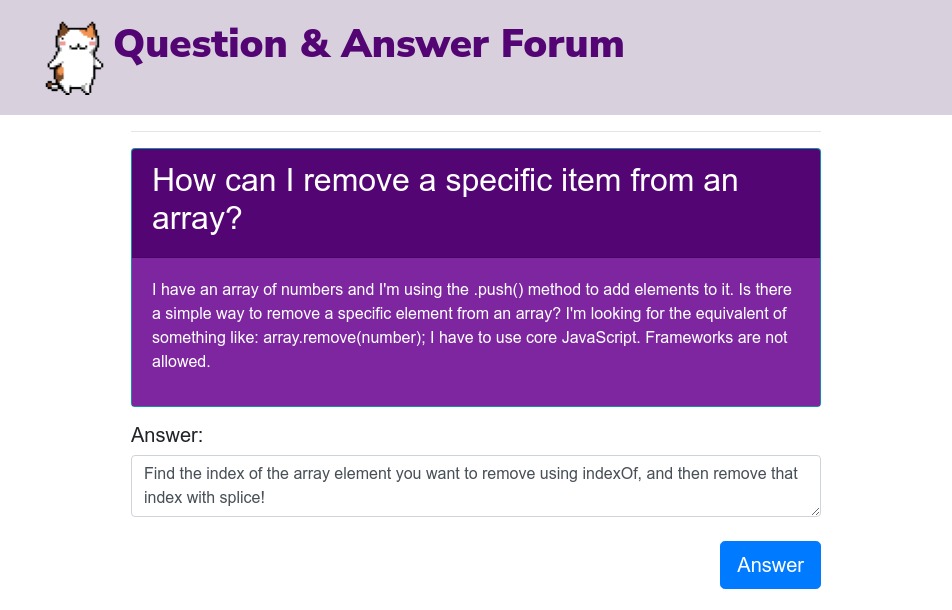 Question & Answer Forum
How can I remove a specific item from an
array?
I have an array of numbers and I'm using the .push() method to add elements to it. Is there
a simple way to remove a specific element from an array? I'm looking for the equivalent of
something like: array.remove(number); I have to use core JavaScript. Frameworks are not
allowed.
Answer:
Find the index of the array element you want to remove using indexOf, and then remove that
index with splice!
Answer